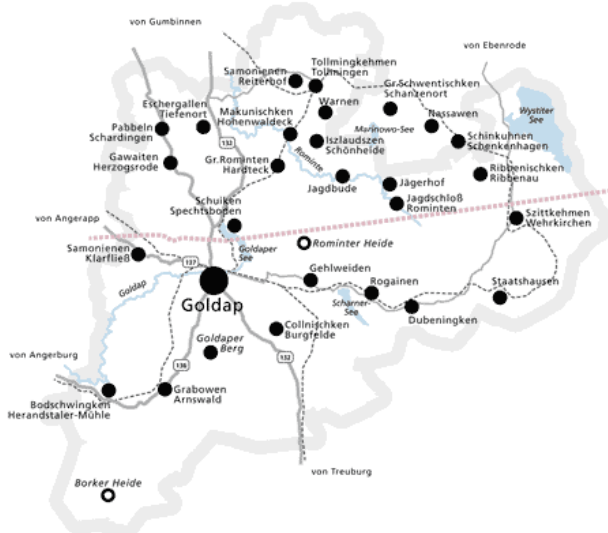 von Gumbinnen
von Ebenrode
Tollmingkehmen
Tollmingen
Samonienen
Reiterhof
Gr.Schwentischken
Schanzenort
Warnen
Eschergallen
Tiefenort
Makunischken
Hohenwaldeck
Nassawen
Wystiter
See
Pabbeln
Schardingen
Marinowo-See
Iszlaudszen
Schönheide
Schinkuhnen
Schenkenhagen
132
Gawaiten
Herzogsrode
Gr.Rominten
Hardteck
Rominte
Ribbenischken
Ribbenau
Jagdbude
Jägerhof
Jagdschloß
Rominten
Schuiken
Spechtsboden
von Angerapp
Szittkehmen
Wehrkirchen
Samonienen
Klarfließ
Goldaper
See
Rominter Heide
137
Gehlweiden
Rogainen
Staatshausen
Goldap
Goldap
Scharner-
See
Dubeningken
Collnischken
Burgfelde
Goldaper
Berg
von Angerburg
136
132
Grabowen
Arnswald
Bodschwingken
Herandstaler-Mühle
von Treuburg
Borker Heide